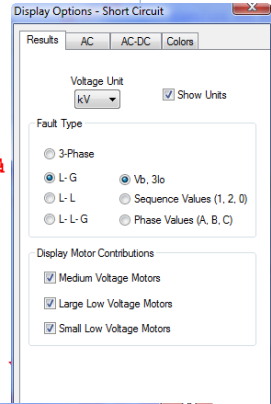 Display Options - Short Circuit
Results AC AC-DC Colors
Voltage Unit
kV Show Units
Fault Type
3-Phase
L-G Vb, 3Io
L-L Sequence Values (1, 2, 0)
L-L-G Phase Values (A, B, C)
Display Motor Contributions
Medium Voltage Motors
Large Low Voltage Motors
Small Low Voltage Motors